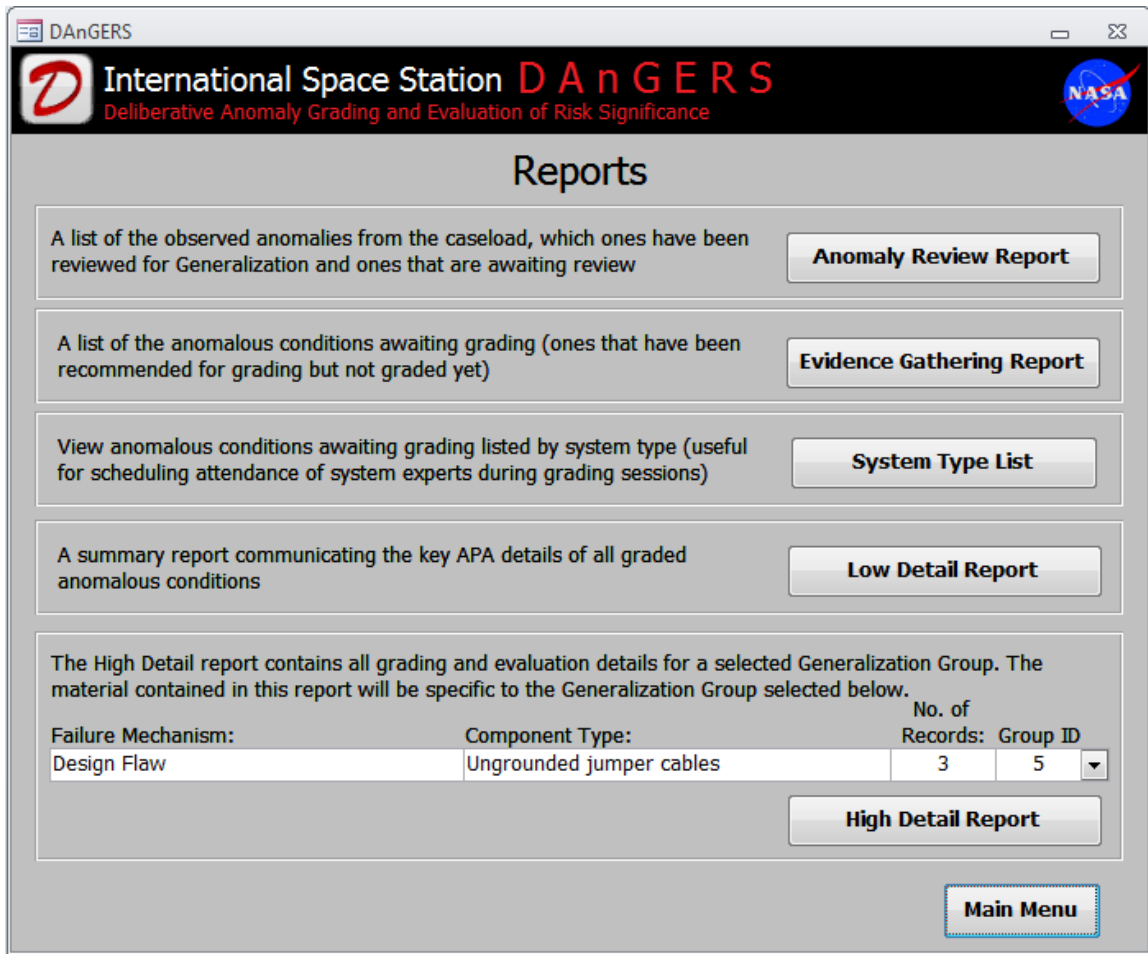 DAnGERS
D
International Space Station D A n G E R S
Deliberative Anomaly Grading and Evaluation of Risk Significance
NASA
Reports
A list of the observed anomalies from the caseload, which ones have been
reviewed for Generalization and ones that are awaiting review
Anomaly Review Report
A list of the anomalous conditions awaiting grading (ones that have been
recommended for grading but not graded yet)
Evidence Gathering Report
View anomalous conditions awaiting grading listed by system type (useful
for scheduling attendance of system experts during grading sessions)
System Type List
A summary report communicating the key APA details of all graded
anomalous conditions
Low Detail Report
The High Detail report contains all grading and evaluation details for a selected Generalization Group. The
material contained in this report will be specific to the Generalization Group selected below.
No. of
Failure Mechanism: Component Type: Records: Group ID
Design Flaw Ungrounded jumper cables 3 5
High Detail Report
Main Menu